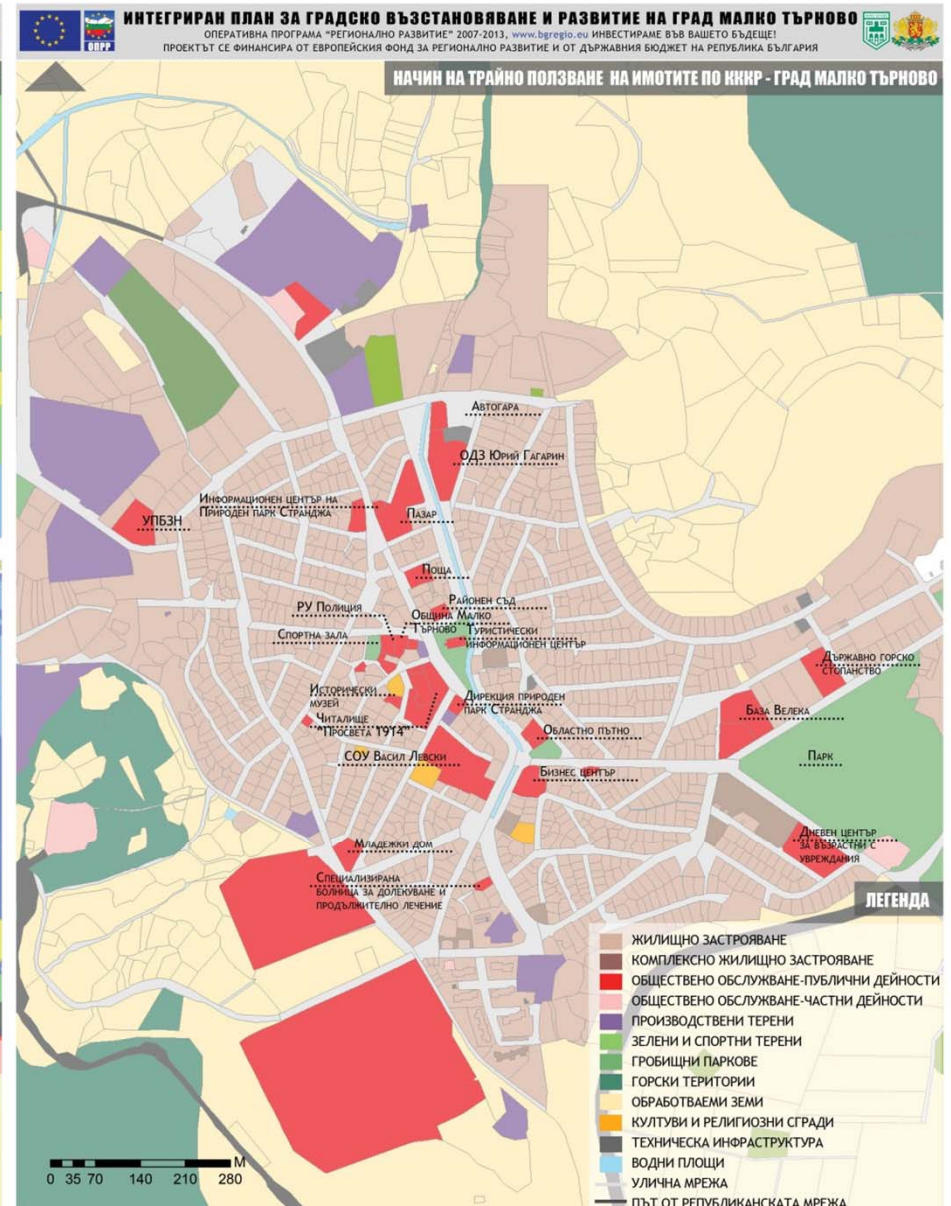 ИНТЕГРИРАН ПЛАН ЗА ГРАДСКО ВЪЗСТАНОВЯВАНЕ И РАЗВИТИЕ НА ГРАД МАЛКО ТЪРНОВО
ОПЕРАТИВНА ПРОГРАМА "РЕГИОНАЛНО РАЗВИТИЕ" 2007-2013, www.bgregio.eu ИНВЕСТИРАМЕ ВЪВ ВАШЕТО БЪДЕЩЕ!
ОПРР
ПРОЕКТЪТ СЕ ФИНАНСИРА ОТ ЕВРОПЕЙСКИЯ ФОНД ЗА РЕГИОНАЛНО РАЗВИТИЕ И ОТ ДЪРЖАВНИЯ БЮДЖЕТ НА РЕПУБЛИКА БЪЛГАРИЯ
НАЧИН НА ТРАЙНО ПОЛЗВАНЕ НА ИМОТИТЕ ПО КККР - ГРАД МАЛКО ТЪРНОВО
АВТОГАРА
ОДЗ ЮРИЙ ГАГАРИН
ИНФОРМАЦИОНЕН ЦЕНТЪР НА
ПРИРОДЕН ПАРК СТРАНДЖА
ПАЗАР
УПБЗН
ПОЩА
РАЙОНЕН СЪД
РУ ПОЛИЦИЯ
ОБЩИНА МАЛКО
ТЪРНОВО
ТУРИСТИЧЕСКИ
ИНФОРМАЦИОНЕН ЦЕНТЪР
СПОРТНА ЗАЛА
ДЪРЖАВНО ГОРСКО
СТОПАНСТВО
ИСТОРИЧЕСКИ
МУЗЕЙ
ДИРЕКЦИЯ ПРИРОДЕН
ПАРК СТРАНДЖА
БАЗА ВЕЛЕКА
ЧИТАЛИЩЕ
"ПРОСВЕТА 1914"
ОБЛАСТНО ПЪТНО
СОУ ВАСИЛ ЛЕВСКИ
ПАРК
БИЗНЕС ЦЕНТЪР
МЛАДЕЖКИ ДОМ
ДНЕВЕН ЦЕНТЪР
ЗА ВЪЗРАСТНИ С
УВРЕЖДАНИЯ
СПЕЦИАЛИЗИРАНА
БОЛНИЦА ЗА ДОЛЕКУВАНЕ И
ПРОДЪЛЖИТЕЛНО ЛЕЧЕНИЕ
ЛЕГЕНДА
ЖИЛИЩНО ЗАСТРОЯВАНЕ
КОМПЛЕКСНО ЖИЛИЩНО ЗАСТРОЯВАНЕ
ОБЩЕСТВЕНО ОБСЛУЖВАНЕ-ПУБЛИЧНИ ДЕЙНОСТИ
ОБЩЕСТВЕНО ОБСЛУЖВАНЕ-ЧАСТНИ ДЕЙНОСТИ
ПРОИЗВОДСТВЕНИ ТЕРЕНИ
ЗЕЛЕНИ И СПОРТНИ ТЕРЕНИ
ГРОБИЩНИ ПАРКОВЕ
ГОРСКИ ТЕРИТОРИИ
ОБРАБОТВАЕМИ ЗЕМИ
КУЛТУВИ И РЕЛИГИОЗНИ СГРАДИ
ТЕХНИЧЕСКА ИНФРАСТРУКТУРА
ВОДНИ ПЛОЩИ
УЛИЧНА МРЕЖА
ПЪТ ОТ РЕПУБЛИКАНСКАТА МРЕЖА
М
0 35 70 140 210 280